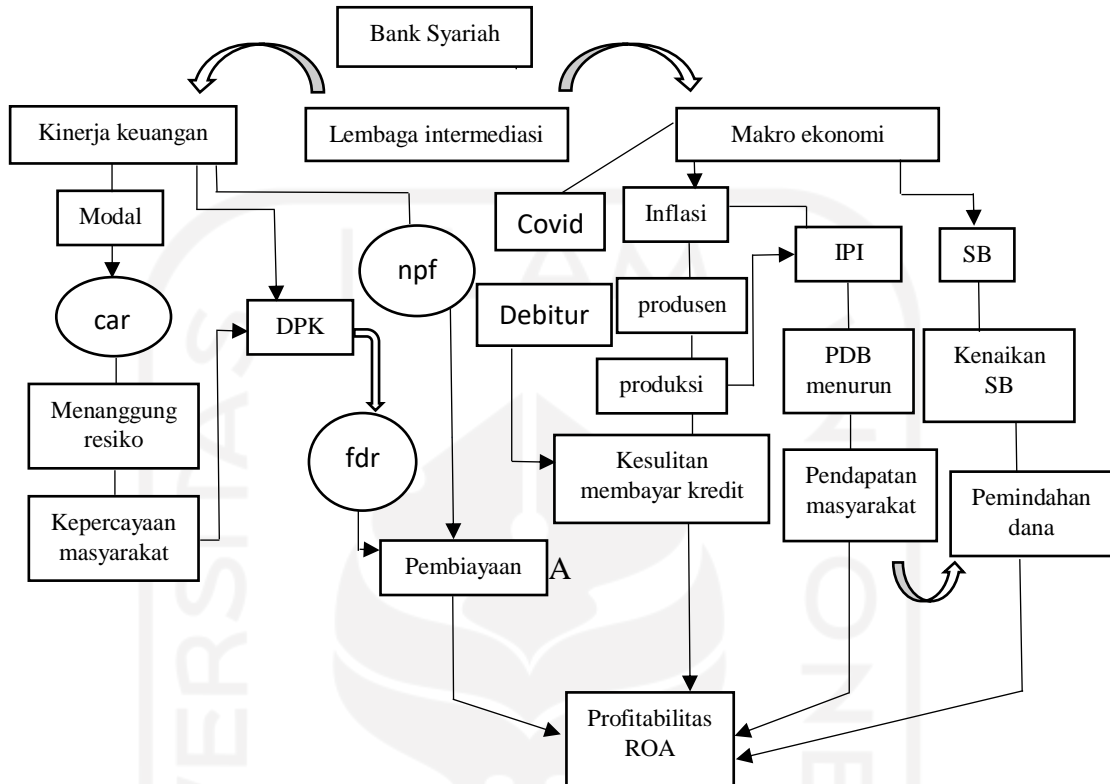 Bank Syariah
Kinerja keuangan
Lembaga intermediasi
Makro ekonomi
Modal
Covid
Inflasi
IPI
SB
car
npf
DPK
Debitur
produsen
produksi
PDB
menurun
Kenaikan
SB
Menanggung
resiko
fdr
Kesulitan
membayar kredit
Pendapatan
masyarakat
Pemindahan
dana
Kepercayaan
masyarakat
Pembiayaan
A
Profitabilitas
ROA